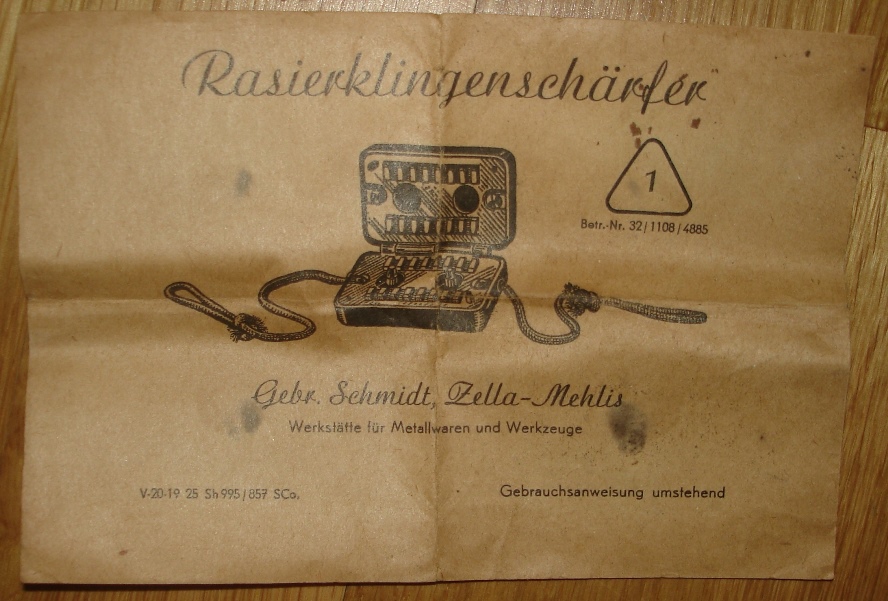 Rasierklingenschärfer
1
Betr.-Nr. 32/1108/4885
Gebr. Schmidt, Zella-Mehlis
Werkstätte für Metallwaren und Werkzeuge
V-20-19 25 Sh 995/857 SCo.
Gebrauchsanweisung umstehend